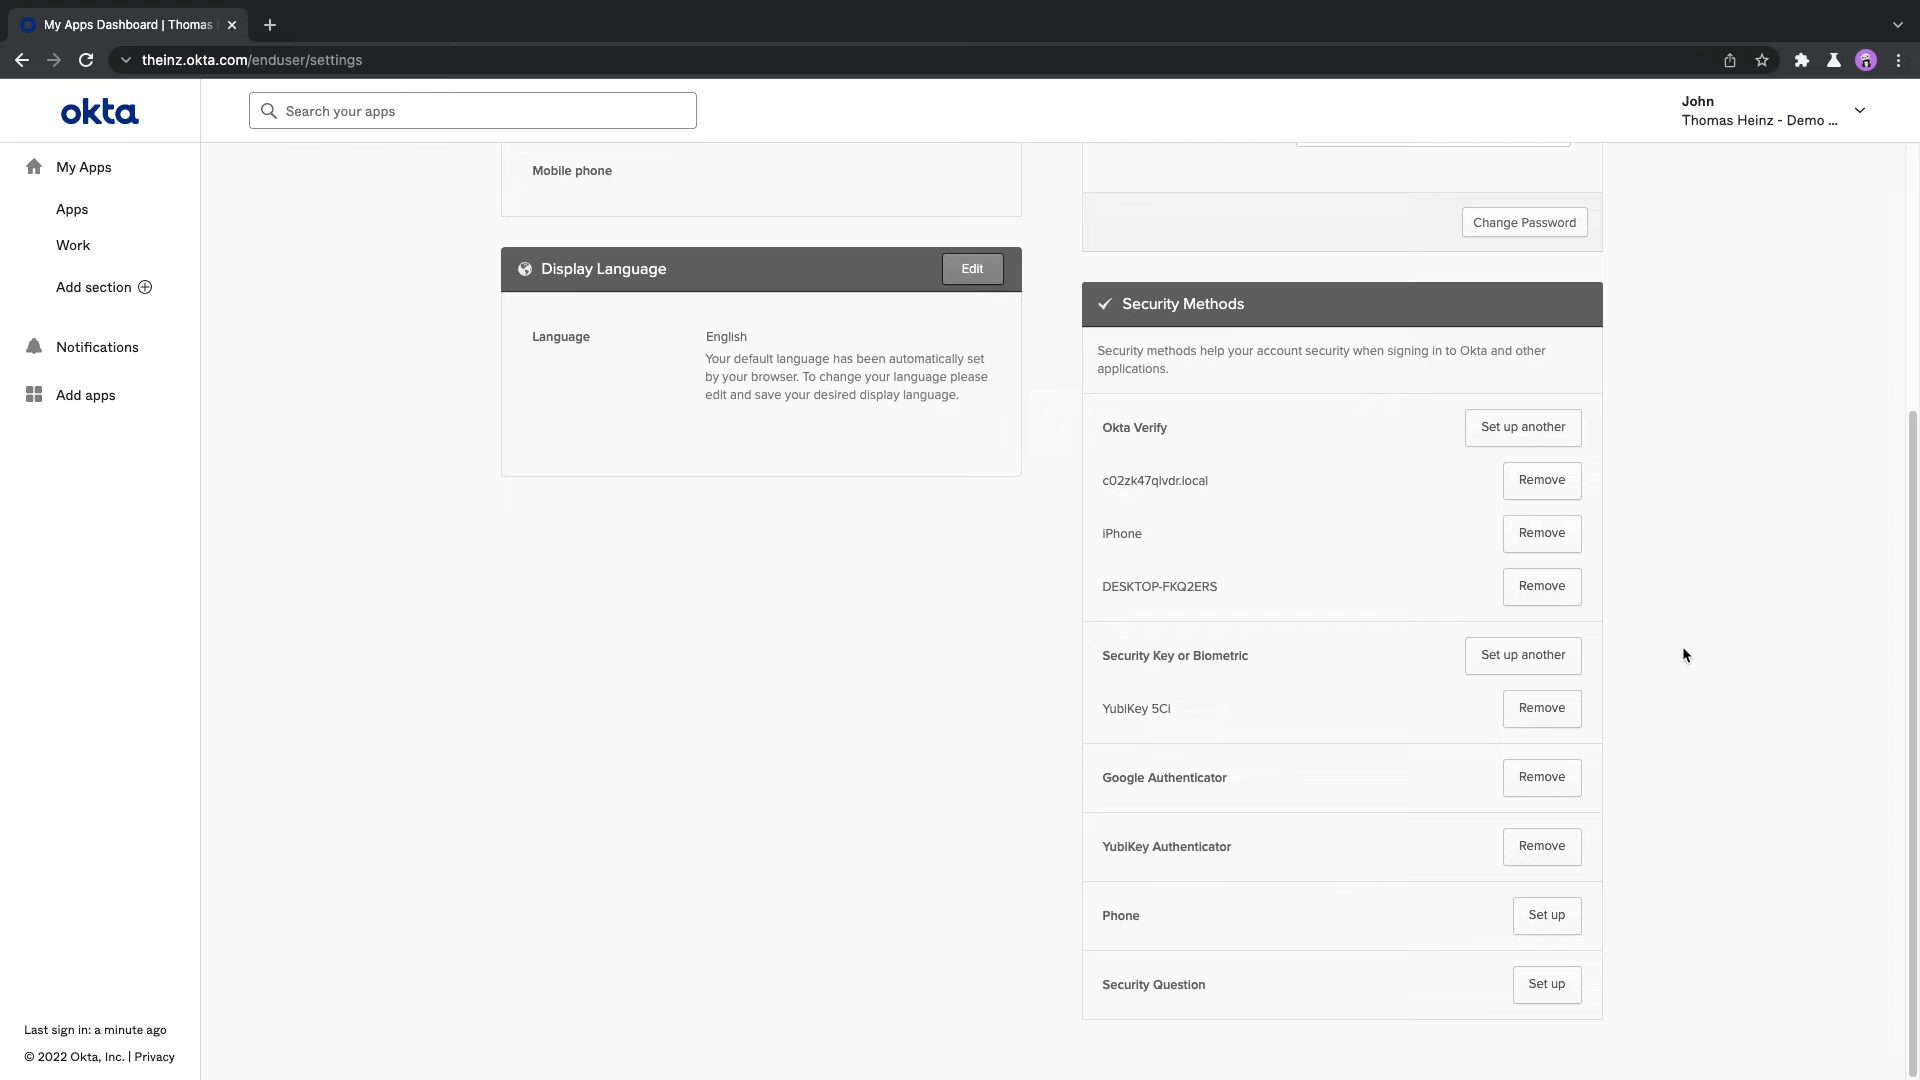 My Apps Dashboard | Thomas
theinz.okta.com/enduser/settings
okta
Search your apps
John
Thomas Heinz - Demo ...
My Apps
Apps
Work
Add section
Notifications
Add apps
Last sign in: a minute ago
© 2022 Okta, Inc. | Privacy
Mobile phone
Display Language
Edit
Language
English
Your default language has been automatically set
by your browser. To change your language please
edit and save your desired display language.
Change Password
Security Methods
Security methods help your account security when signing in to Okta and other
applications.
Okta Verify
Set up another
c02zk47qlvdr.local
Remove
iPhone
Remove
DESKTOP-FKQ2ERS
Remove
Security Key or Biometric
Set up another
YubiKey 5Ci
Remove
Google Authenticator
Remove
YubiKey Authenticator
Remove
Phone
Set up
Security Question
Set up